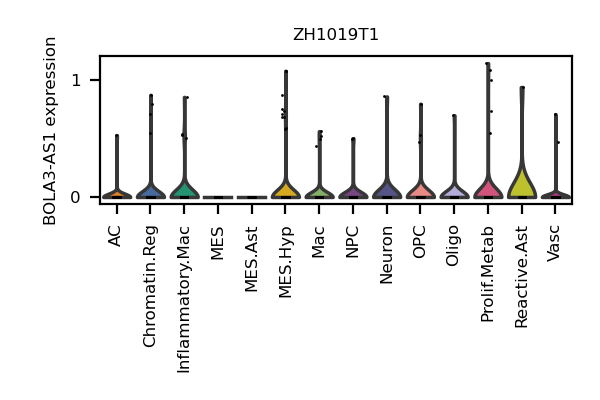 ZH1019T1
BOLA3-AS1 expression
1
0
AC
Chromatin.Reg
Inflammatory.Mac
MES
MES.Ast
MES.Hyp
Mac
NPC
Neuron
OPC
Oligo
Prolif.Metab
Reactive.Ast
Vasc